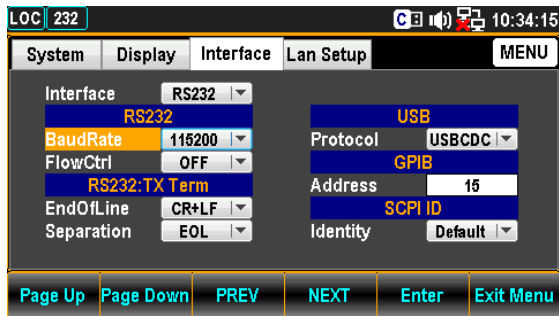 LOC 232 C 10:34:15
System Display Interface Lan Setup MENU
Interface RS232
RS232 USB
BaudRate 115200 Protocol USBCDC
FlowCtrl OFF GPIB
RS232:TX Term Address 15
EndOfLine CR+LF SCPI ID
Separation EOL Identity Default
Page Up Page Down PREV NEXT Enter Exit Menu